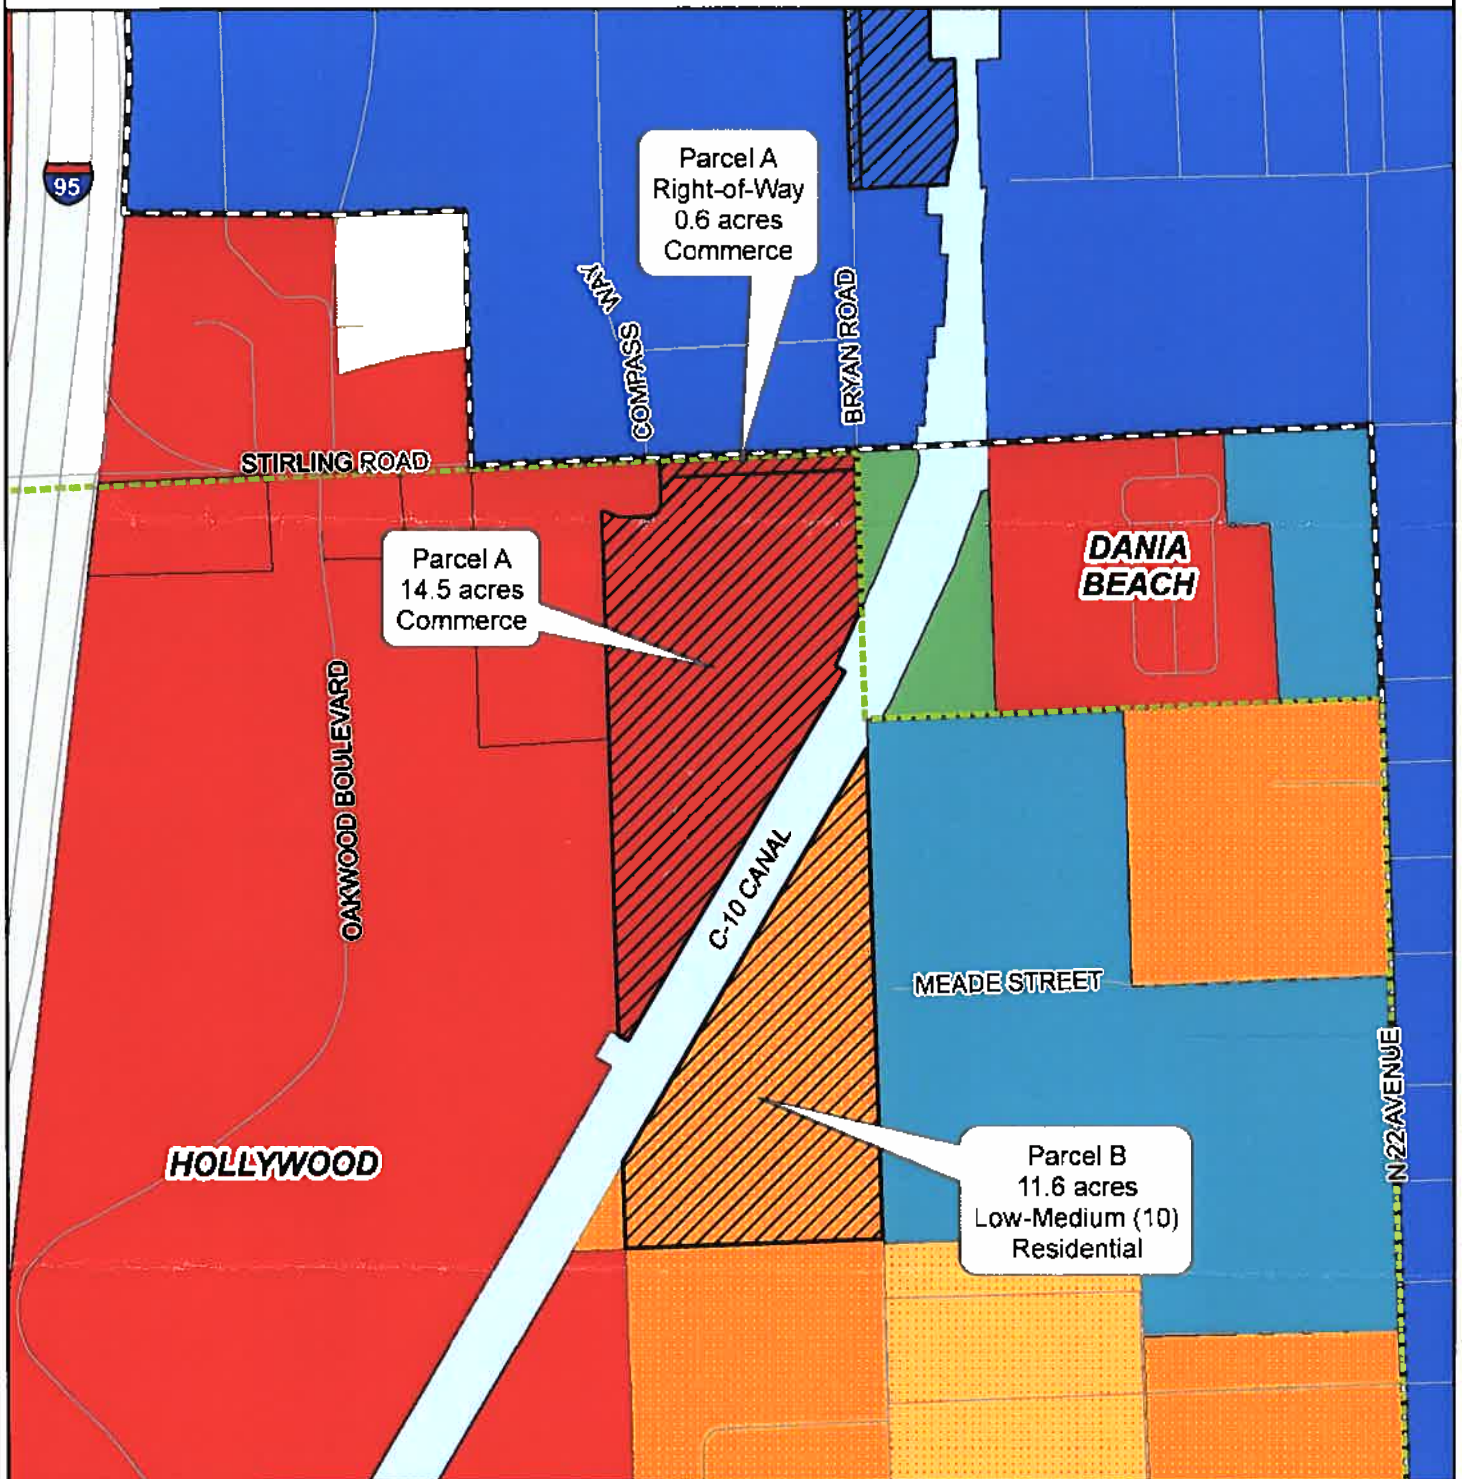 95
Parcel A
Right-of-Way
0.6 acres
Commerce
COMPASS WAY
BRYAN ROAD
STIRLING ROAD
Parcel A
14.5 acres
Commerce
DANIA
BEACH
OAKWOOD BOULEVARD
C-10 CANAL
MEADE STREET
N 22 AVENUE
HOLLYWOOD
Parcel B
11.6 acres
Low-Medium (10)
Residential